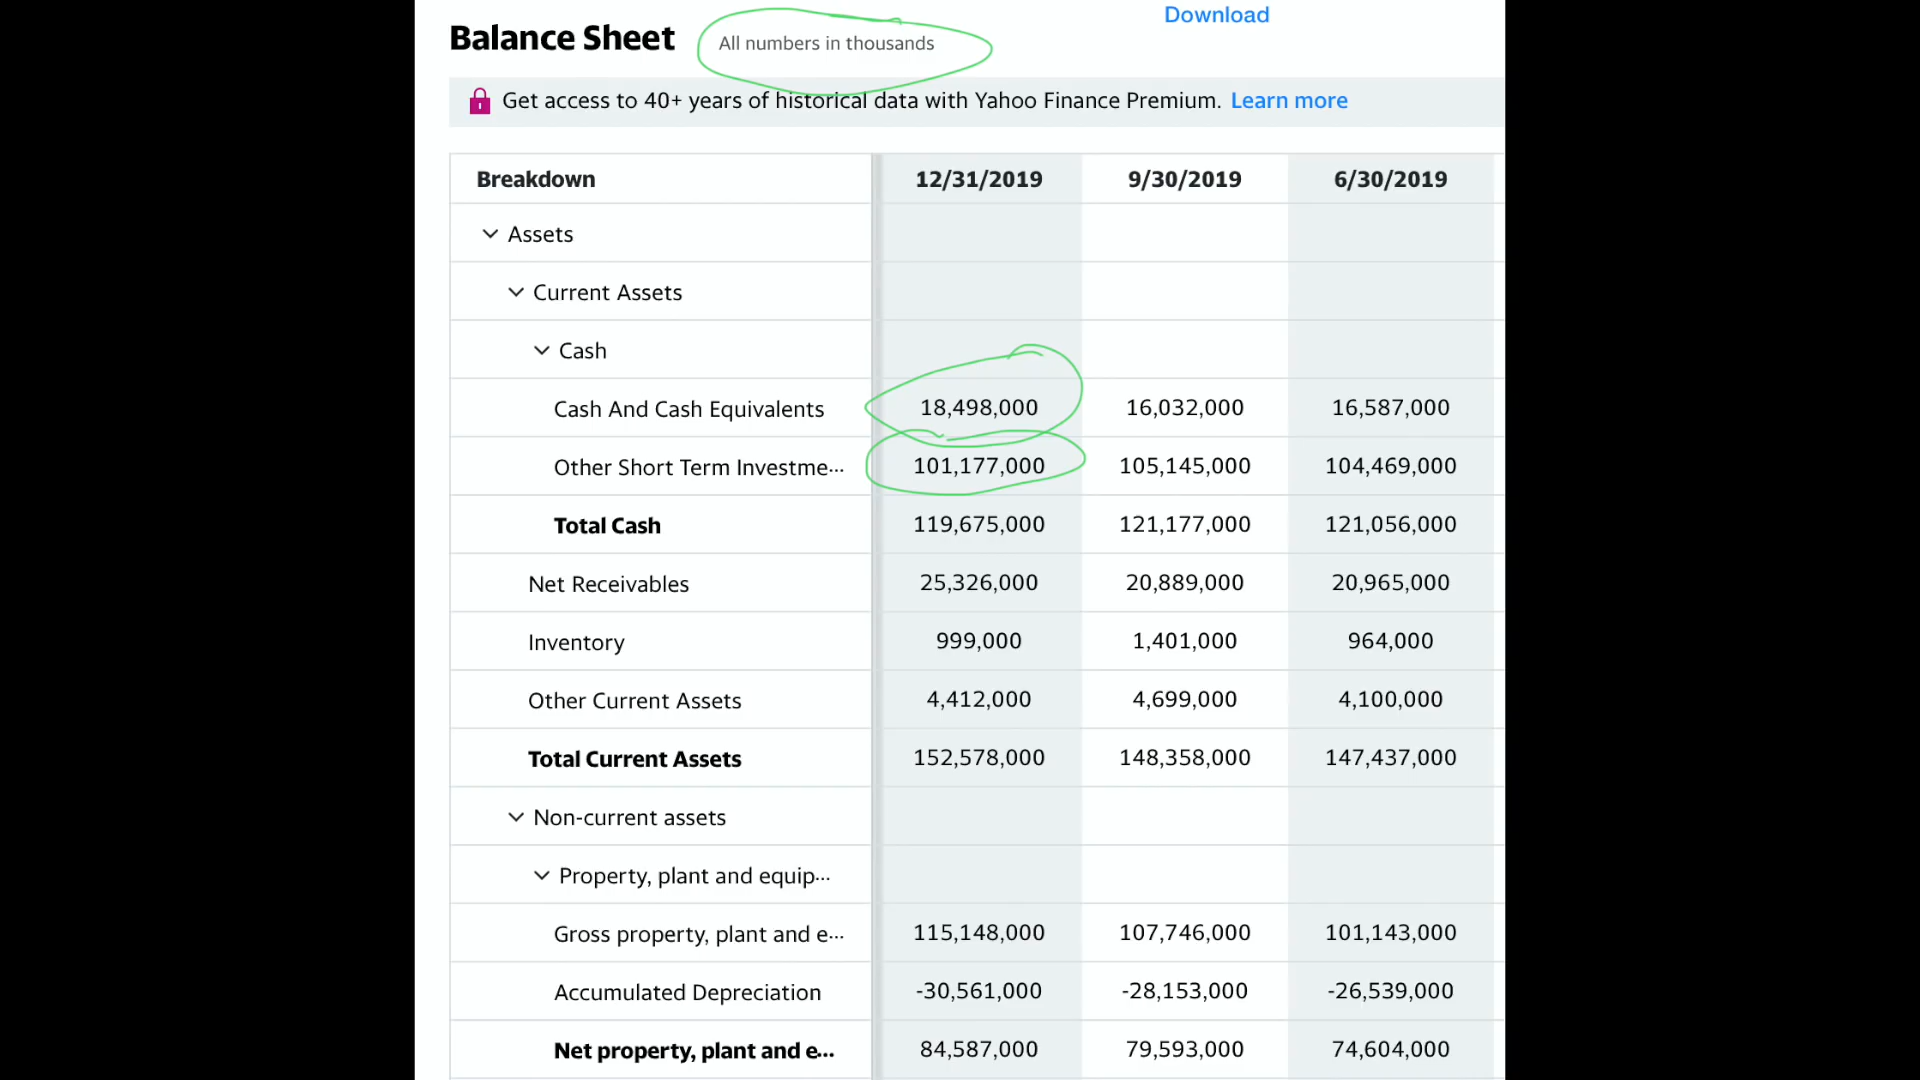 Download
Balance Sheet All numbers in thousands
Get access to 40+ years of historical data with Yahoo Finance Premium. Learn more
Breakdown 12/31/2019 9/30/2019 6/30/2019
Assets
Current Assets
Cash
Cash And Cash Equivalents 18,498,000 16,032,000 16,587,000
Other Short Term Investme... 101,177,000 105,145,000 104,469,000
Total Cash 119,675,000 121,177,000 121,056,000
Net Receivables 25,326,000 20,889,000 20,965,000
Inventory 999,000 1,401,000 964,000
Other Current Assets 4,412,000 4,699,000 4,100,000
Total Current Assets 152,578,000 148,358,000 147,437,000
Non-current assets
Property, plant and equip...
Gross property, plant and e... 115,148,000 107,746,000 101,143,000
Accumulated Depreciation -30,561,000 -28,153,000 -26,539,000
Net property, plant and e... 84,587,000 79,593,000 74,604,000